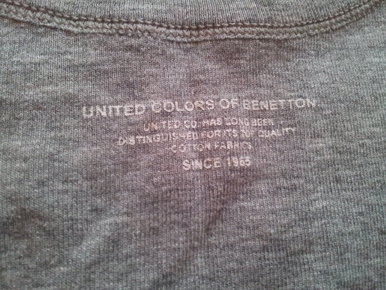 UNITED COLORS OF BENETTON
UNITED CO. HAS LONG BEEN
DISTINGUISHED FOR ITS TOP QUALITY
COTTON FABRICS
SINCE 1965